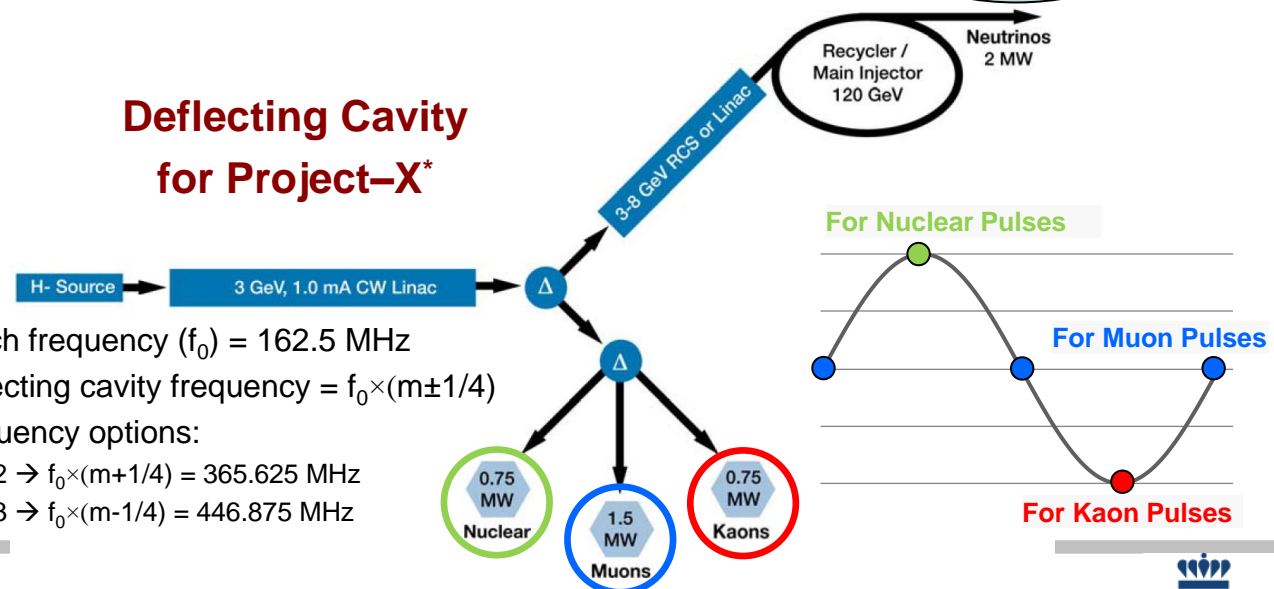 Deflecting Cavity
for Project–X*
Neutrinos
2 MW
Recycler /
Main Injector
120 GeV
3-8 GeV RCS or Linac
H- Source
3 GeV, 1.0 mA CW Linac
Δ
Δ
ch frequency (f₀) = 162.5 MHz
ecting cavity frequency = f₀×(m±1/4)
quency options:
2 → f₀×(m+1/4) = 365.625 MHz
3 → f₀×(m-1/4) = 446.875 MHz
0.75
MW
Nuclear
1.5
MW
Muons
0.75
MW
Kaons
For Nuclear Pulses
For Muon Pulses
For Kaon Pulses